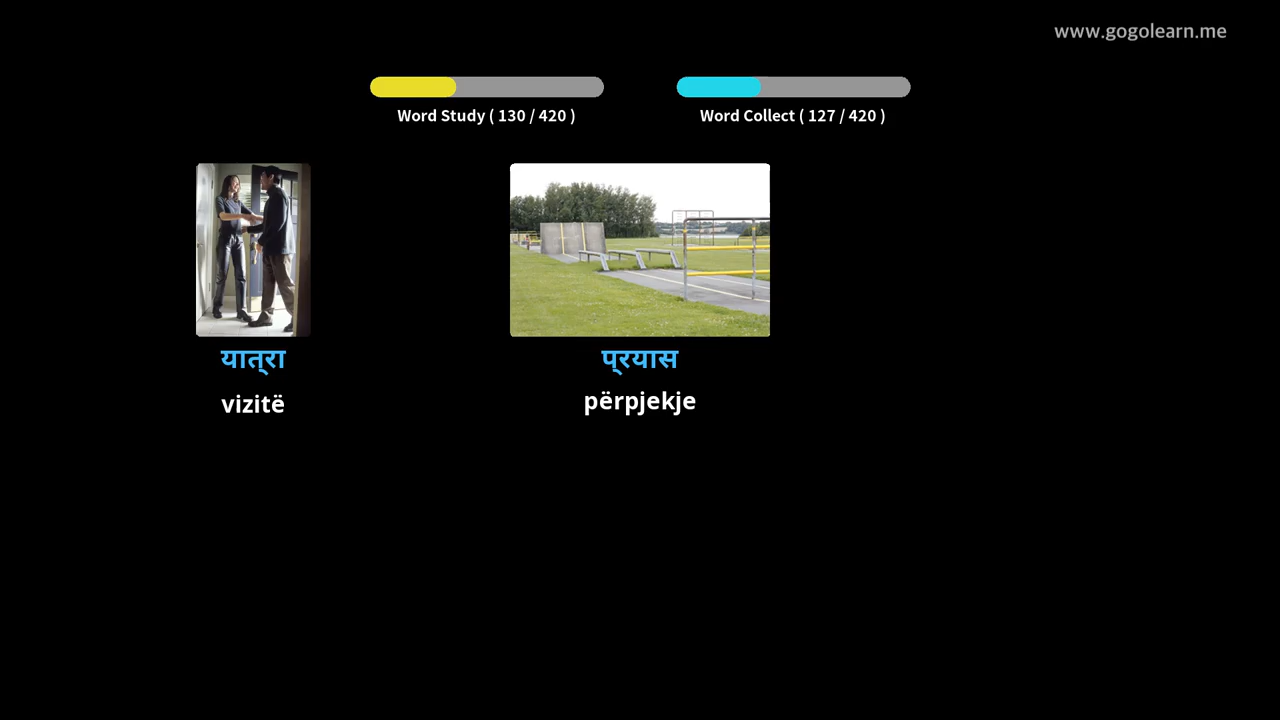 www.gogolearn.me
Word Study ( 130 / 420 )
Word Collect ( 127 / 420 )
यात्रा
प्रयास
vizitë
përpjekje